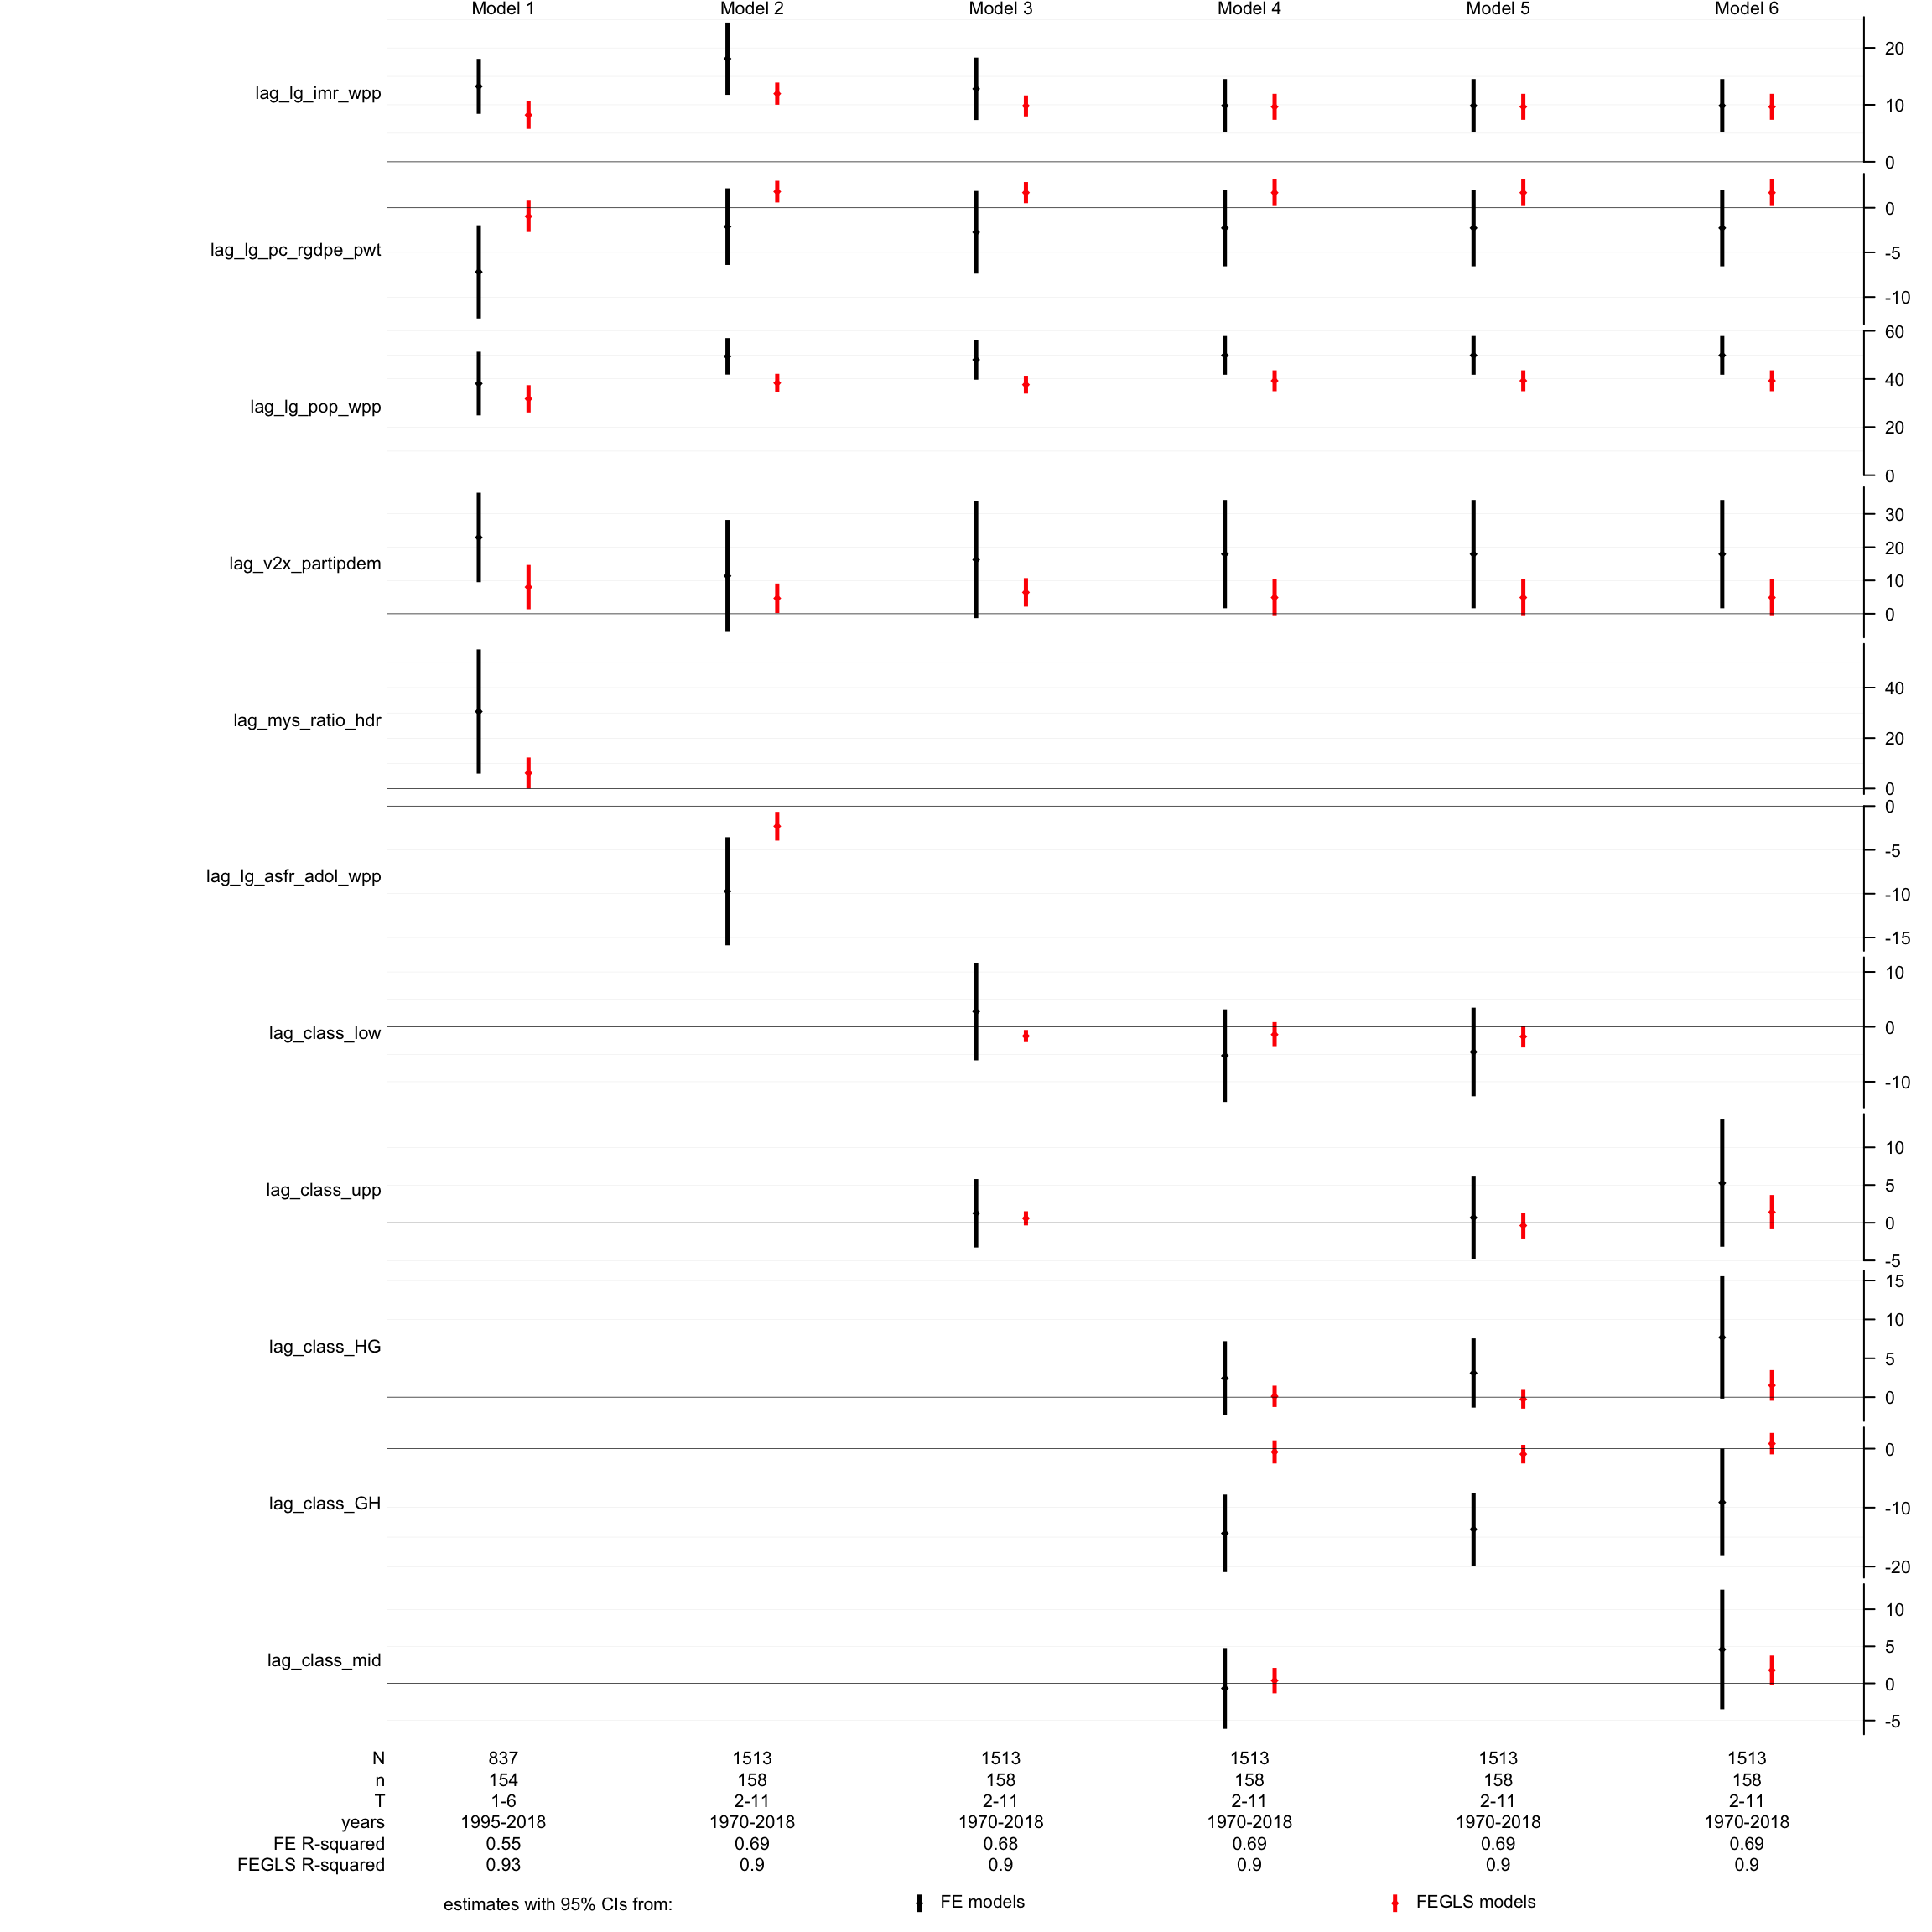 Model 1 Model 2 Model 3 Model 4 Model 5 Model 6
20
lag_lg_imr_wpp
10
0
0
lag_lg_pc_rgdpe_pwt
-5
-10
60
40
lag_lg_pop_wpp
20
0
30
20
lag_v2x_partipdem
10
0
40
lag_mys_ratio_hdr
20
0
0
-5
lag_lg_asfr_adol_wpp
-10
-15
10
lag_class_low
0
-10
10
lag_class_upp
5
0
-5
15
10
lag_class_HG
5
0
0
lag_class_GH
-10
-20
10
5
lag_class_mid
0
-5
N 837 1513 1513 1513 1513 1513
n 154 158 158 158 158 158
T 1-6 2-11 2-11 2-11 2-11 2-11
years 1995-2018 1970-2018 1970-2018 1970-2018 1970-2018 1970-2018
FE R-squared 0.55 0.69 0.68 0.69 0.69 0.69
FEGLS R-squared 0.93 0.9 0.9 0.9 0.9 0.9
estimates with 95% CIs from: FE models FEGLS models